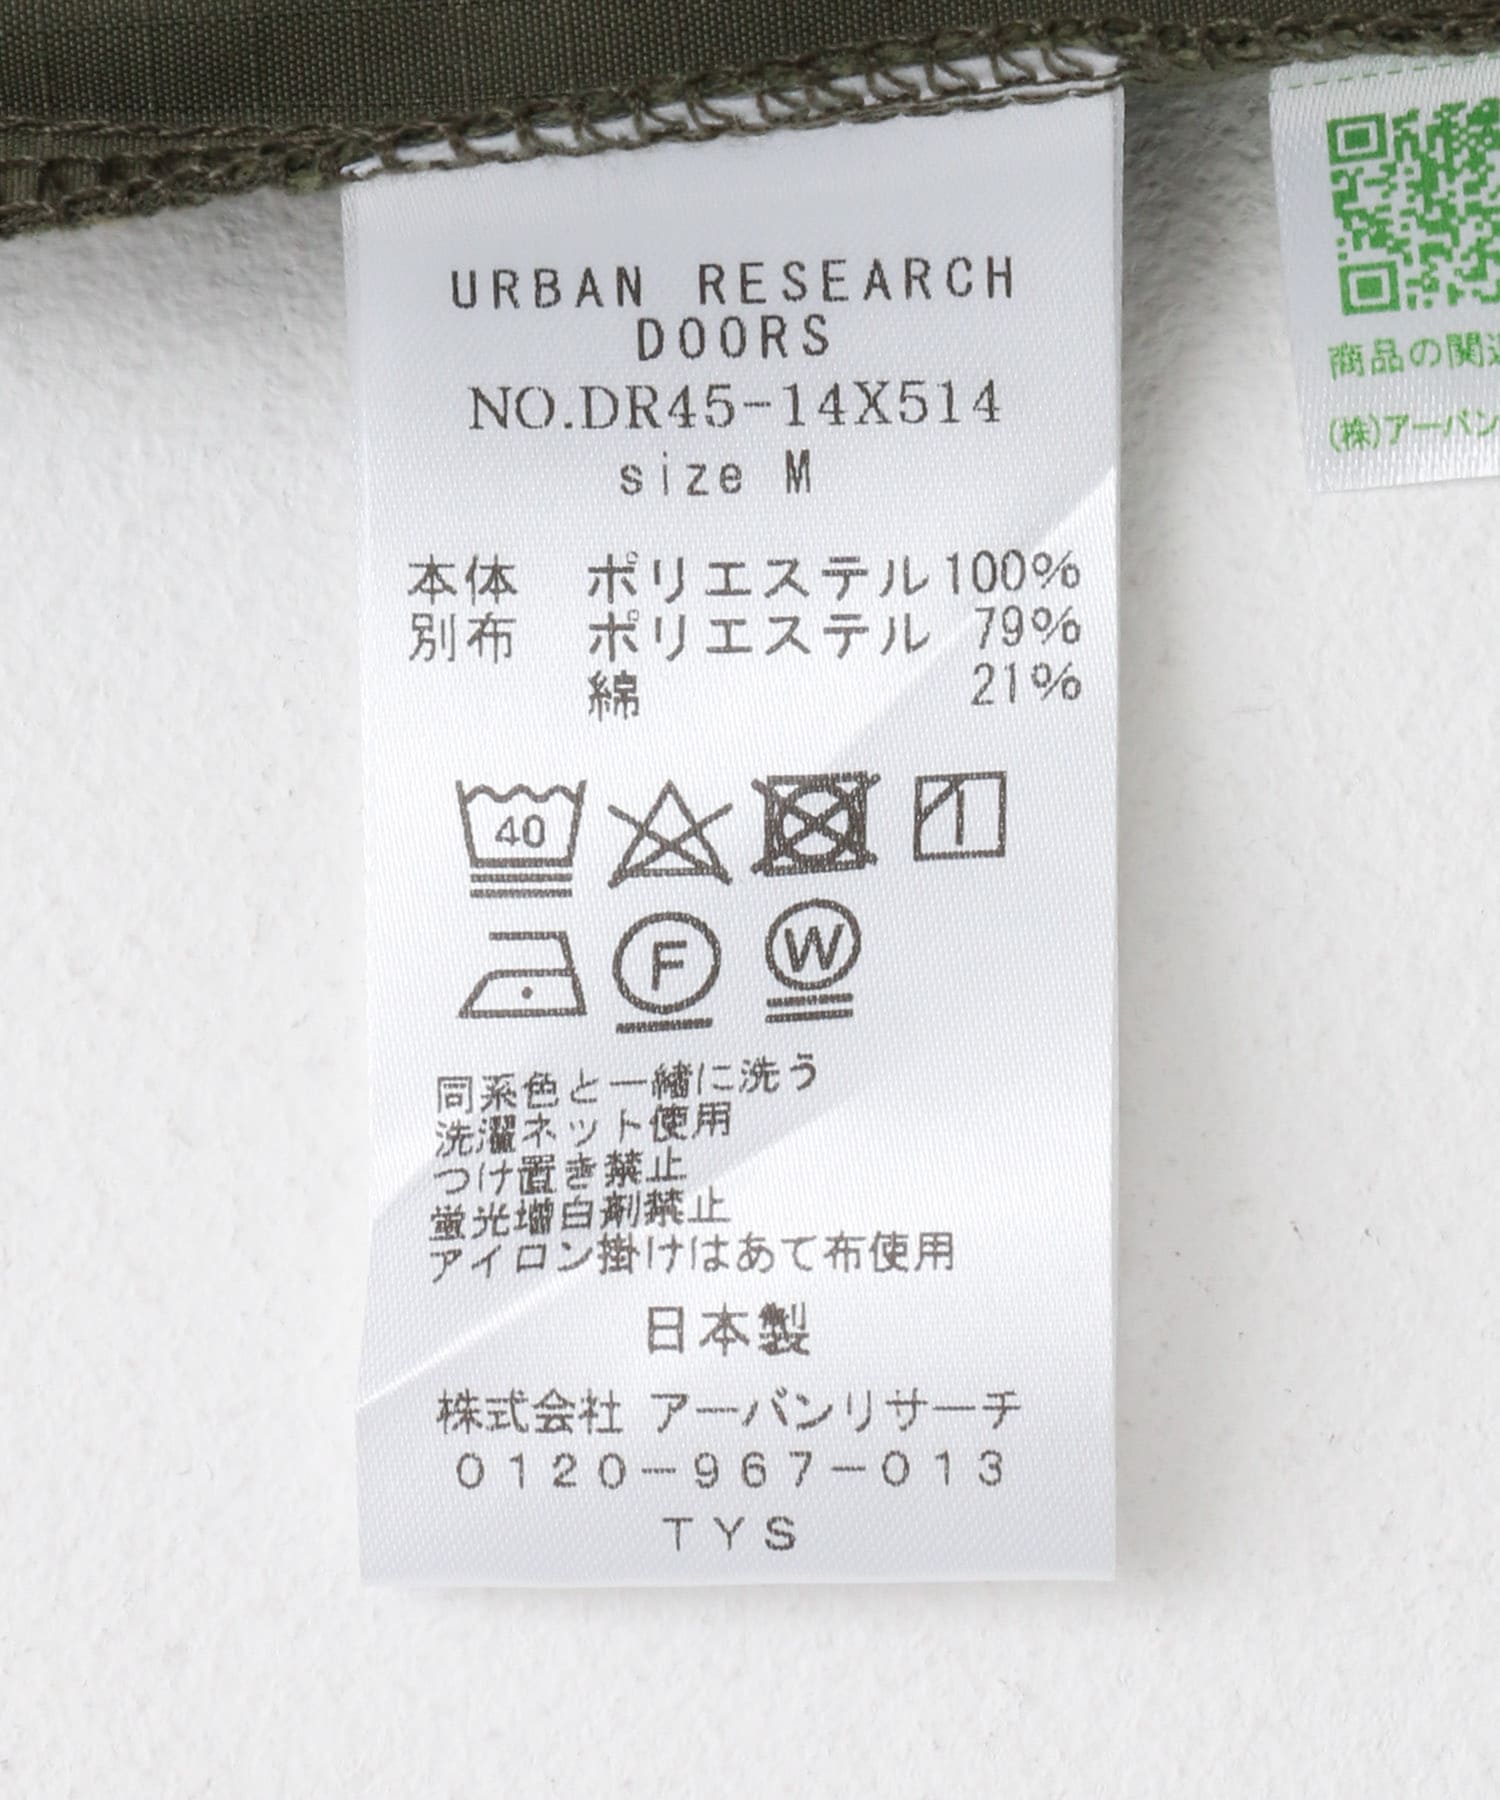 URBAN RESEARCH
DOORS
NO.DR45-14X514
size M
本体 ポリエステル100%
別布 ポリエステル 79%
綿 21%
40
F
W
同系色と一緒に洗う
洗濯ネット使用
つけ置き禁止
蛍光増白剤禁止
アイロン掛けはあて布使用
日本製
株式会社 アーバンリサーチ
0120-967-013
TYS
商品の関連
(株)アーバン